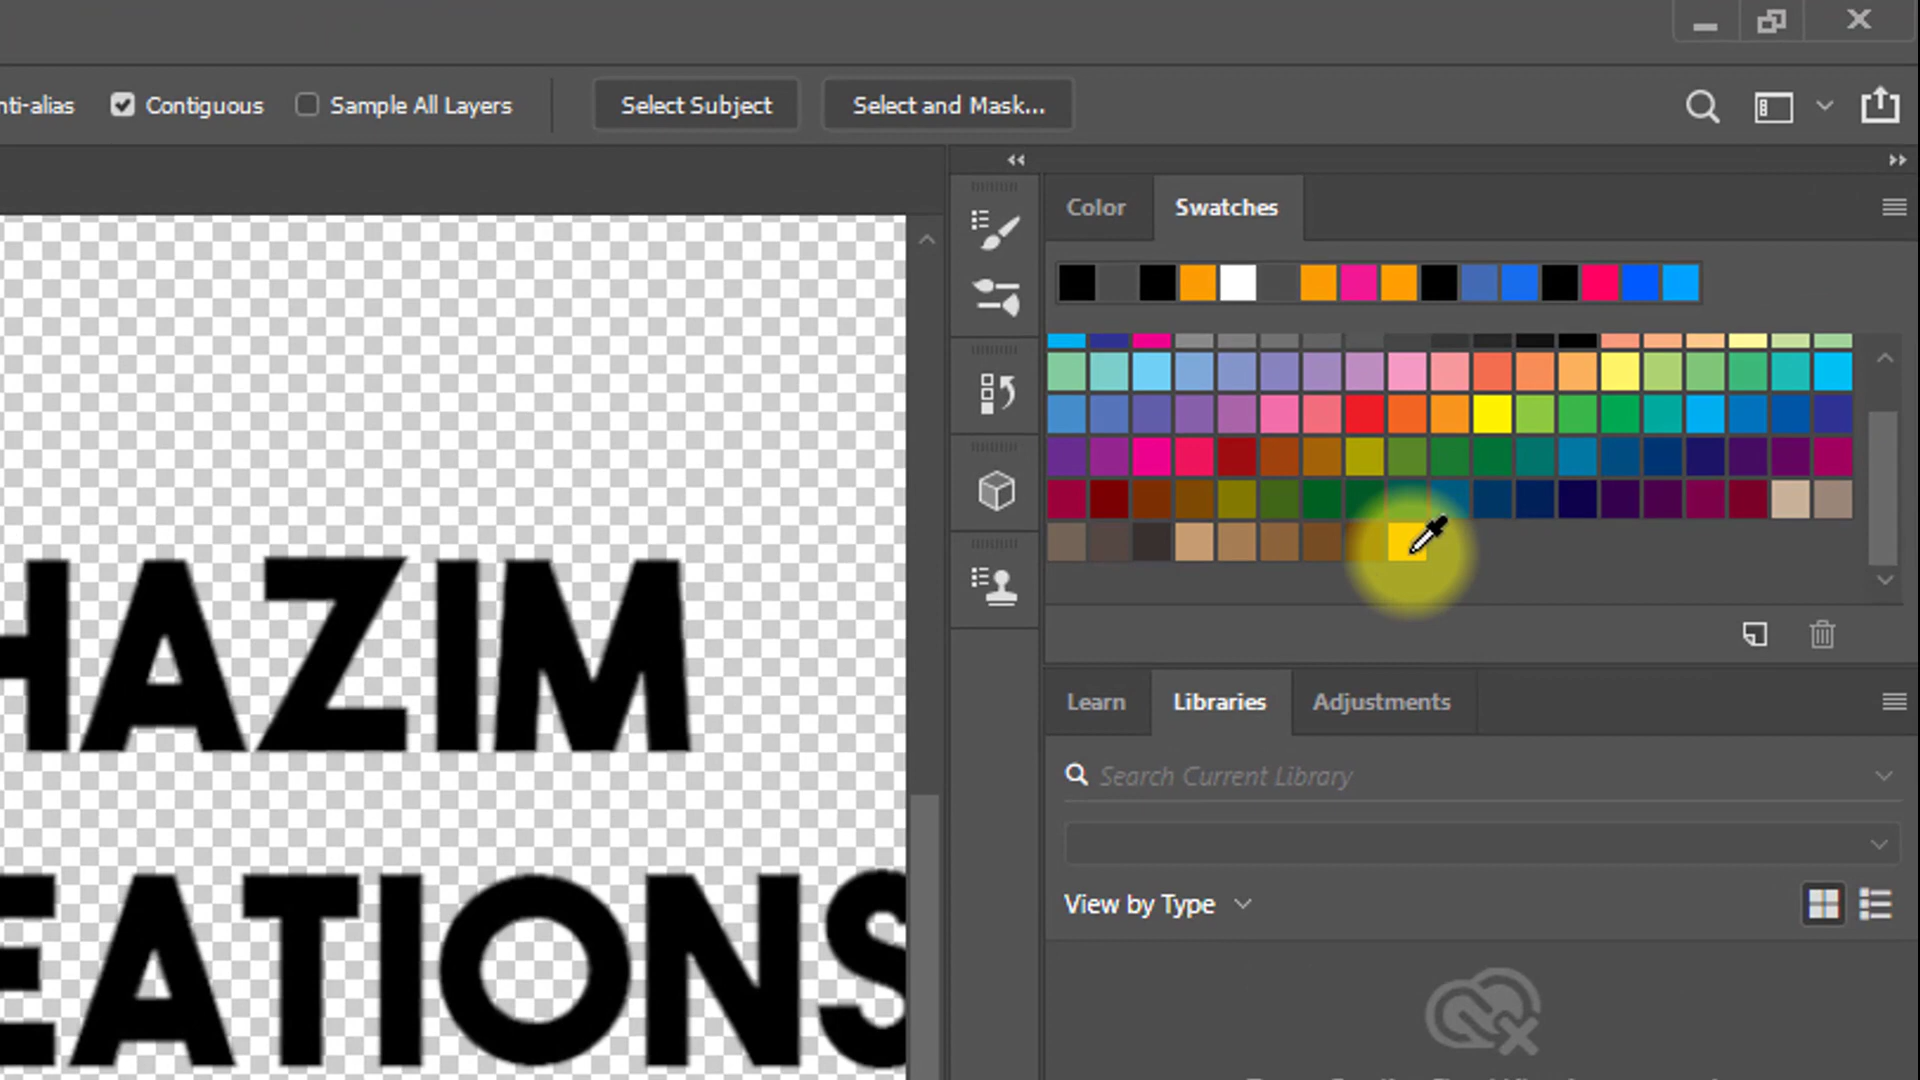 nti-alias Contiguous Sample All Layers Select Subject Select and Mask...
Color Swatches
HAZIM
EATIONS
Learn Libraries Adjustments
Search Current Library
View by Type